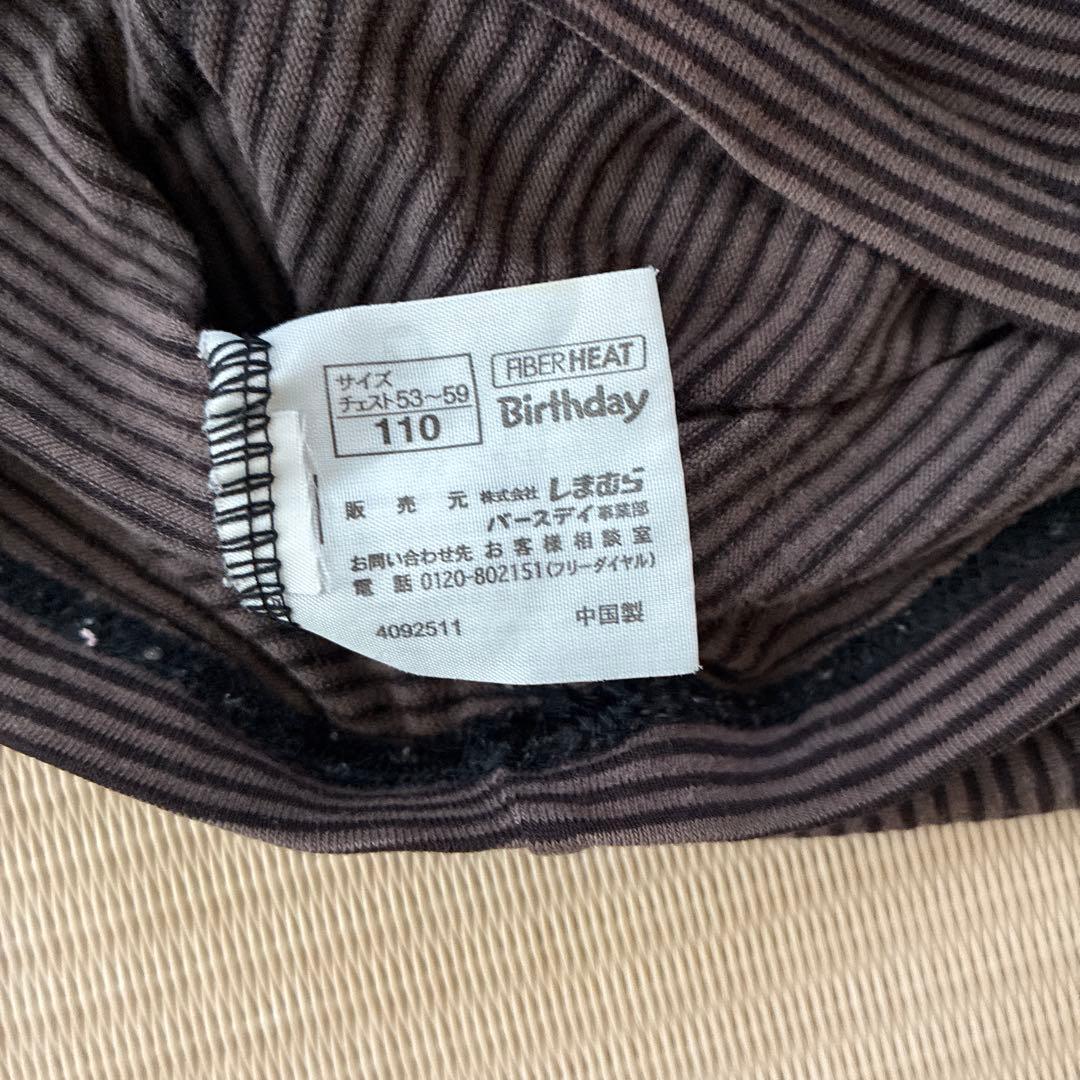 サイズ
チェスト53~59
110
FIBER HEAT
Birthday
販売元 株式会社 しまむら
バースデイ事業部
お問い合わせ先 お客様相談室
電話 0120-802151(フリーダイヤル)
4092511 中国製